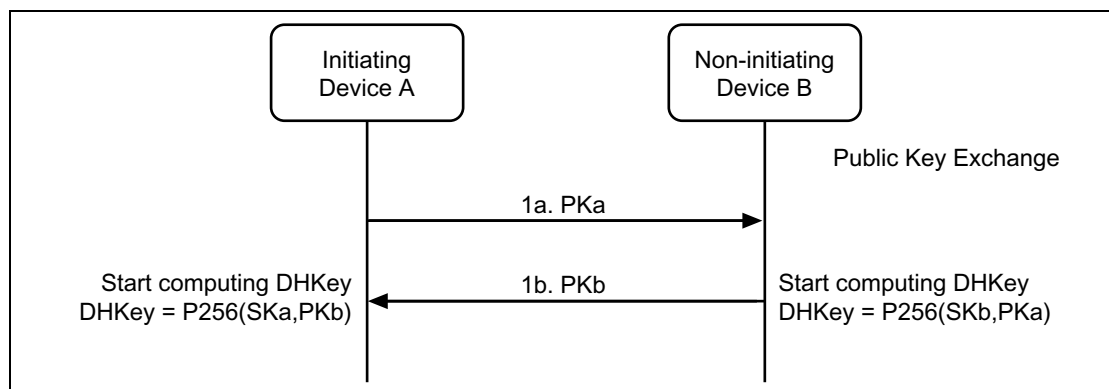 Initiating
Device A
Non-initiating
Device B
Public Key Exchange
1a. PKa
Start computing DHKey
DHKey = P256(SKa,PKb)
1b. PKb
Start computing DHKey
DHKey = P256(SKb,PKa)